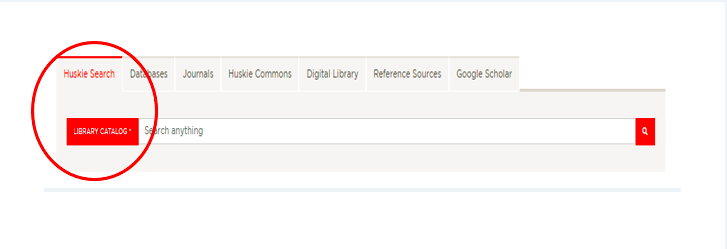 Huskie Search Databases Journals Huskie Commons Digital Library Reference Sources Google Scholar
LIBRARY CATALOG Search anything